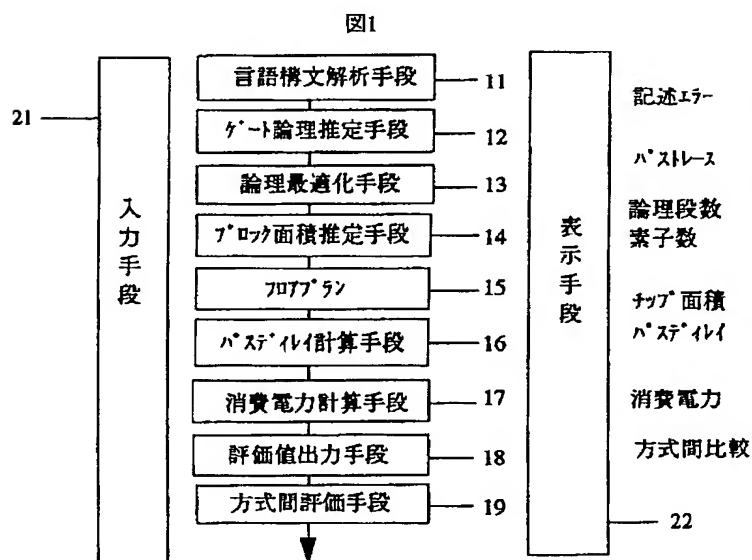 図1
21
入力手段
言語構文解析手段
11
ｹﾞｰﾄ論理推定手段
12
論理最適化手段
13
ﾌﾞﾛｯｸ面積推定手段
14
ﾌﾛｱﾌﾟﾗﾝ
15
ﾊﾟｽﾃﾞｨﾚｲ計算手段
16
消費電力計算手段
17
評価値出力手段
18
方式間評価手段
19
表示手段
22
記述ｴﾗｰ
ﾊﾟｽﾄﾚｰｽ
論理段数
素子数
ﾁｯﾌﾟ面積
ﾊﾟｽﾃﾞｨﾚｲ
消費電力
方式間比較